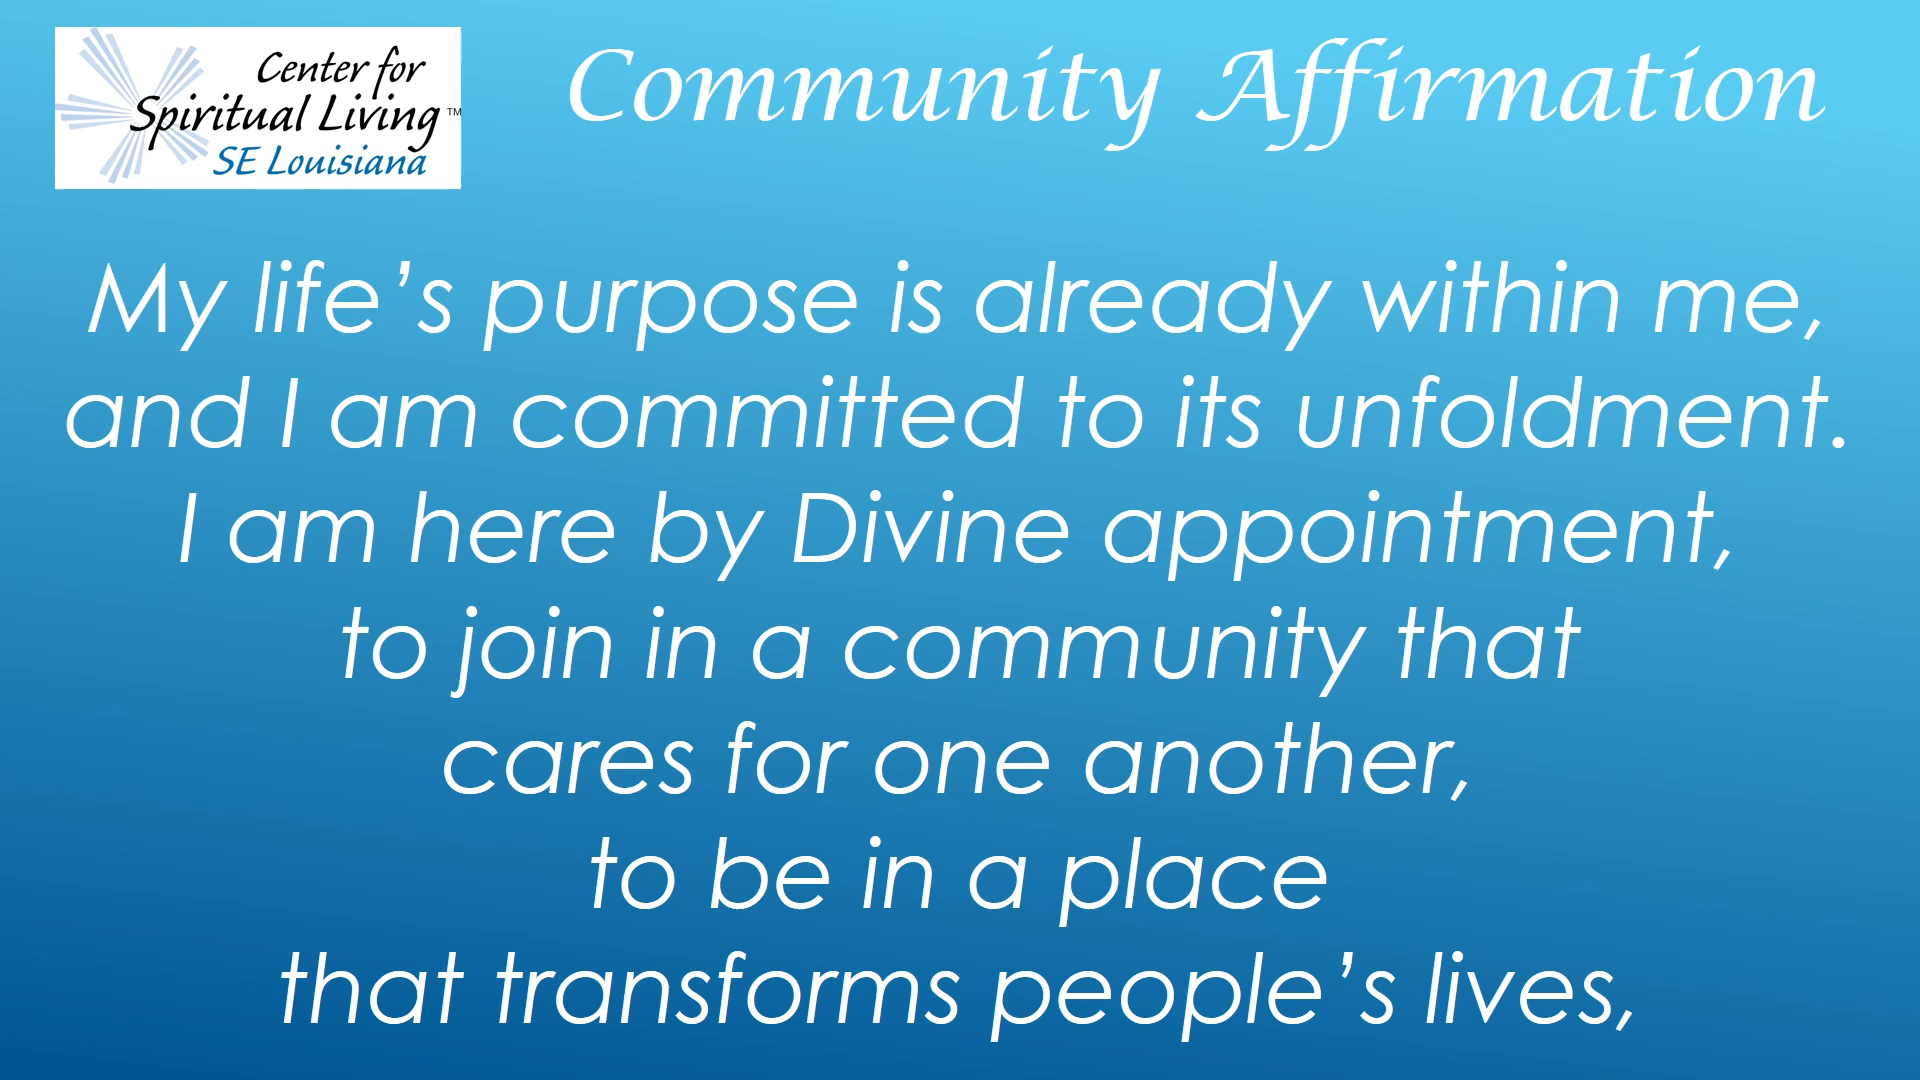 Center for
Spiritual Living™
SE Louisiana
Community Affirmation
My life’s purpose is already within me,
and I am committed to its unfoldment.
I am here by Divine appointment,
to join in a community that
cares for one another,
to be in a place
that transforms people’s lives,